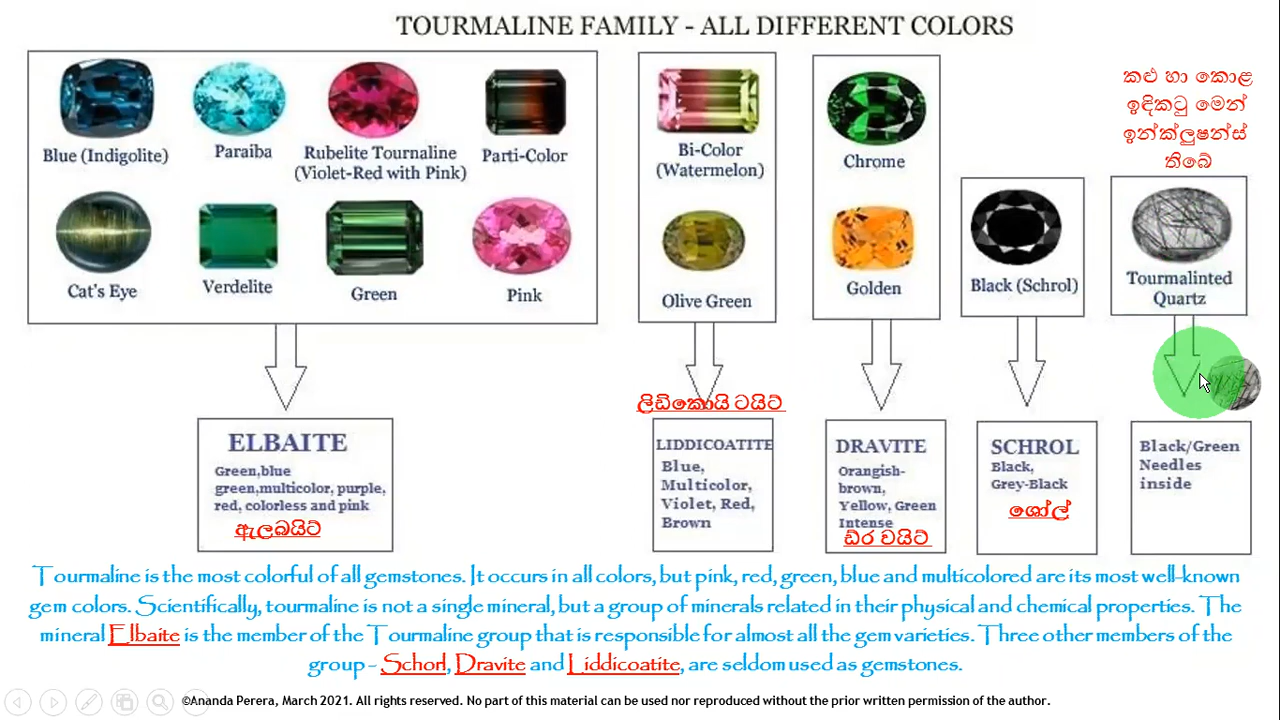 TOURMALINE FAMILY - ALL DIFFERENT COLORS
Blue (Indigolite)
Paraiba
Rubelite Tournaline
(Violet-Red with Pink)
Parti-Color
Cat's Eye
Verdelite
Green
Pink
Bi-Color
(Watermelon)
Olive Green
Chrome
Golden
Black (Schrol)
කළු හා කොළ
ඉඳිකටු මෙන්
ඉන්ක්ලුෂන්ස්
තිබේ
Tourmalinted
Quartz
ELBAITE
Green,blue
green,multicolor, purple,
red, colorless and pink
ඇලබයිට්
ලිඩිකොයි ටයිට්
LIDDICOATITE
Blue,
Multicolor,
Violet, Red,
Brown
DRAVITE
Orangish-
brown,
Yellow, Green
Intense
ඩ්ර වයිට්
SCHROL
Black,
Grey-Black
ශෝල්
Black/Green
Needles
inside
Tourmaline is the most colorful of all gemstones. It occurs in all colors, but pink, red, green, blue and multicolored are its most well-known
gem colors. Scientifically, tourmaline is not a single mineral, but a group of minerals related in their physical and chemical properties. The
mineral Elbaite is the member of the Tourmaline group that is responsible for almost all the gem varieties. Three other members of the
group - Schorl, Dravite and Liddicoatite, are seldom used as gemstones.
©Ananda Perera, March 2021. All rights reserved. No part of this material can be used nor reproduced without the prior written permission of the author.